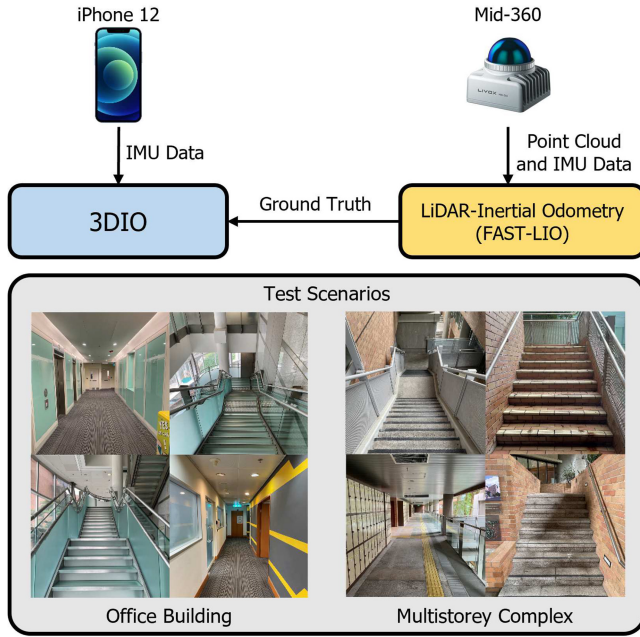 iPhone 12
Mid-360
LIVOX
IMU Data
Point Cloud
and IMU Data
3DIO
Ground Truth
LiDAR-Inertial Odometry
(FAST-LIO)
Test Scenarios
Office Building
Multistorey Complex